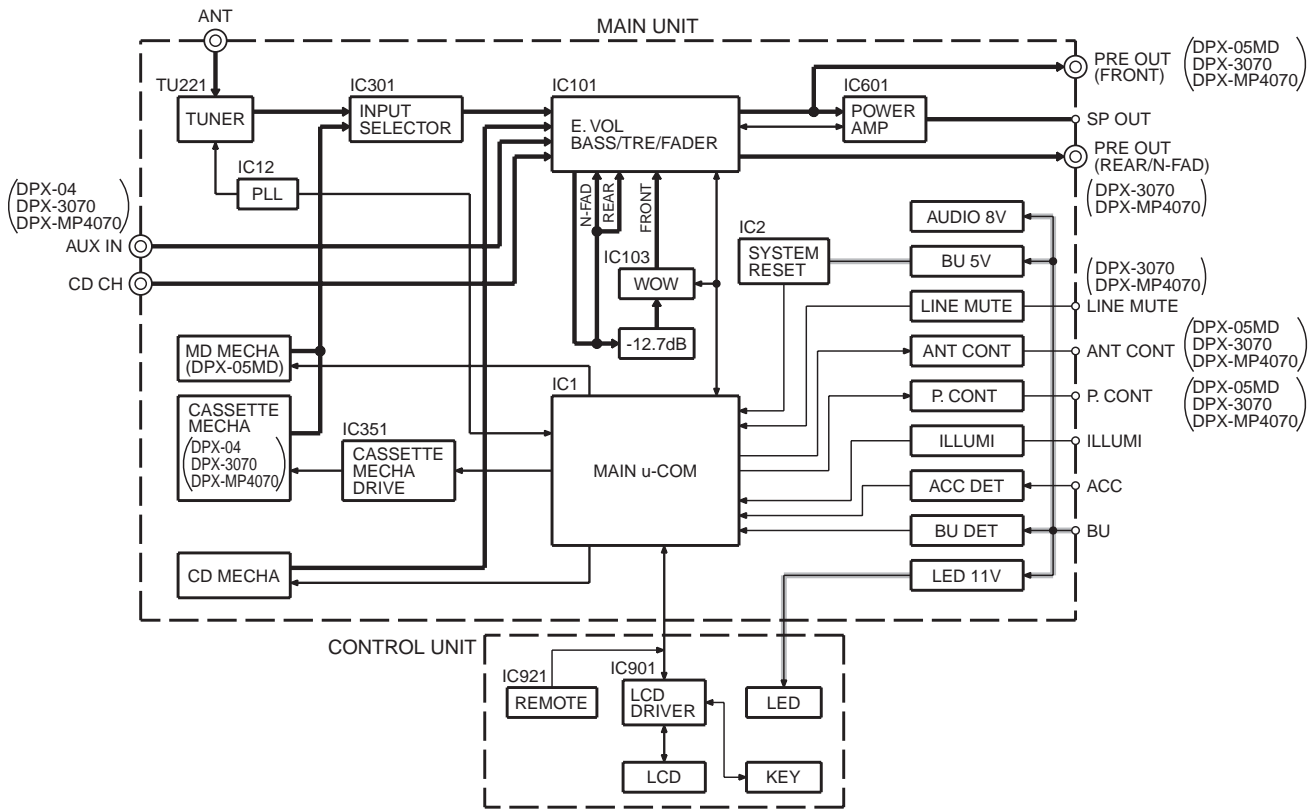 ANT
MAIN UNIT
PRE OUT
(FRONT)
(DPX-05MD
DPX-3070
DPX-MP4070)
TU221
TUNER
IC301
INPUT
SELECTOR
IC101
E. VOL
BASS/TRE/FADER
IC601
POWER
AMP
SP OUT
PRE OUT
(REAR/N-FAD)
(DPX-3070
DPX-MP4070)
IC12
PLL
(DPX-04
DPX-3070
DPX-MP4070)
AUX IN
CD CH
N-FAD
REAR
FRONT
IC103
WOW
-12.7dB
IC2
SYSTEM
RESET
AUDIO 8V
BU 5V
LINE MUTE
LINE MUTE
(DPX-3070
DPX-MP4070)
ANT CONT
ANT CONT
(DPX-05MD
DPX-3070
DPX-MP4070)
P. CONT
P. CONT
(DPX-05MD
DPX-3070
DPX-MP4070)
ILLUMI
ILLUMI
ACC DET
ACC
BU DET
BU
LED 11V
MD MECHA
(DPX-05MD)
CASSETTE
MECHA
(DPX-04
DPX-3070
DPX-MP4070)
IC351
CASSETTE
MECHA
DRIVE
IC1
MAIN u-COM
CD MECHA
CONTROL UNIT
IC921
REMOTE
IC901
LCD
DRIVER
LED
LCD
KEY